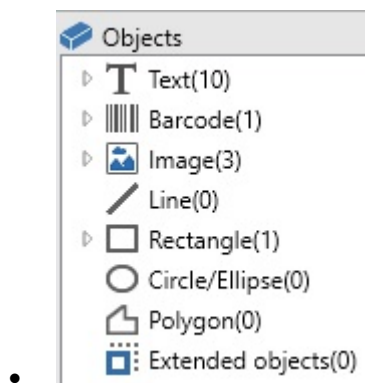 Objects
Text(10)
Barcode(1)
Image(3)
Line(0)
Rectangle(1)
Circle/Ellipse(0)
Polygon(0)
Extended objects(0)